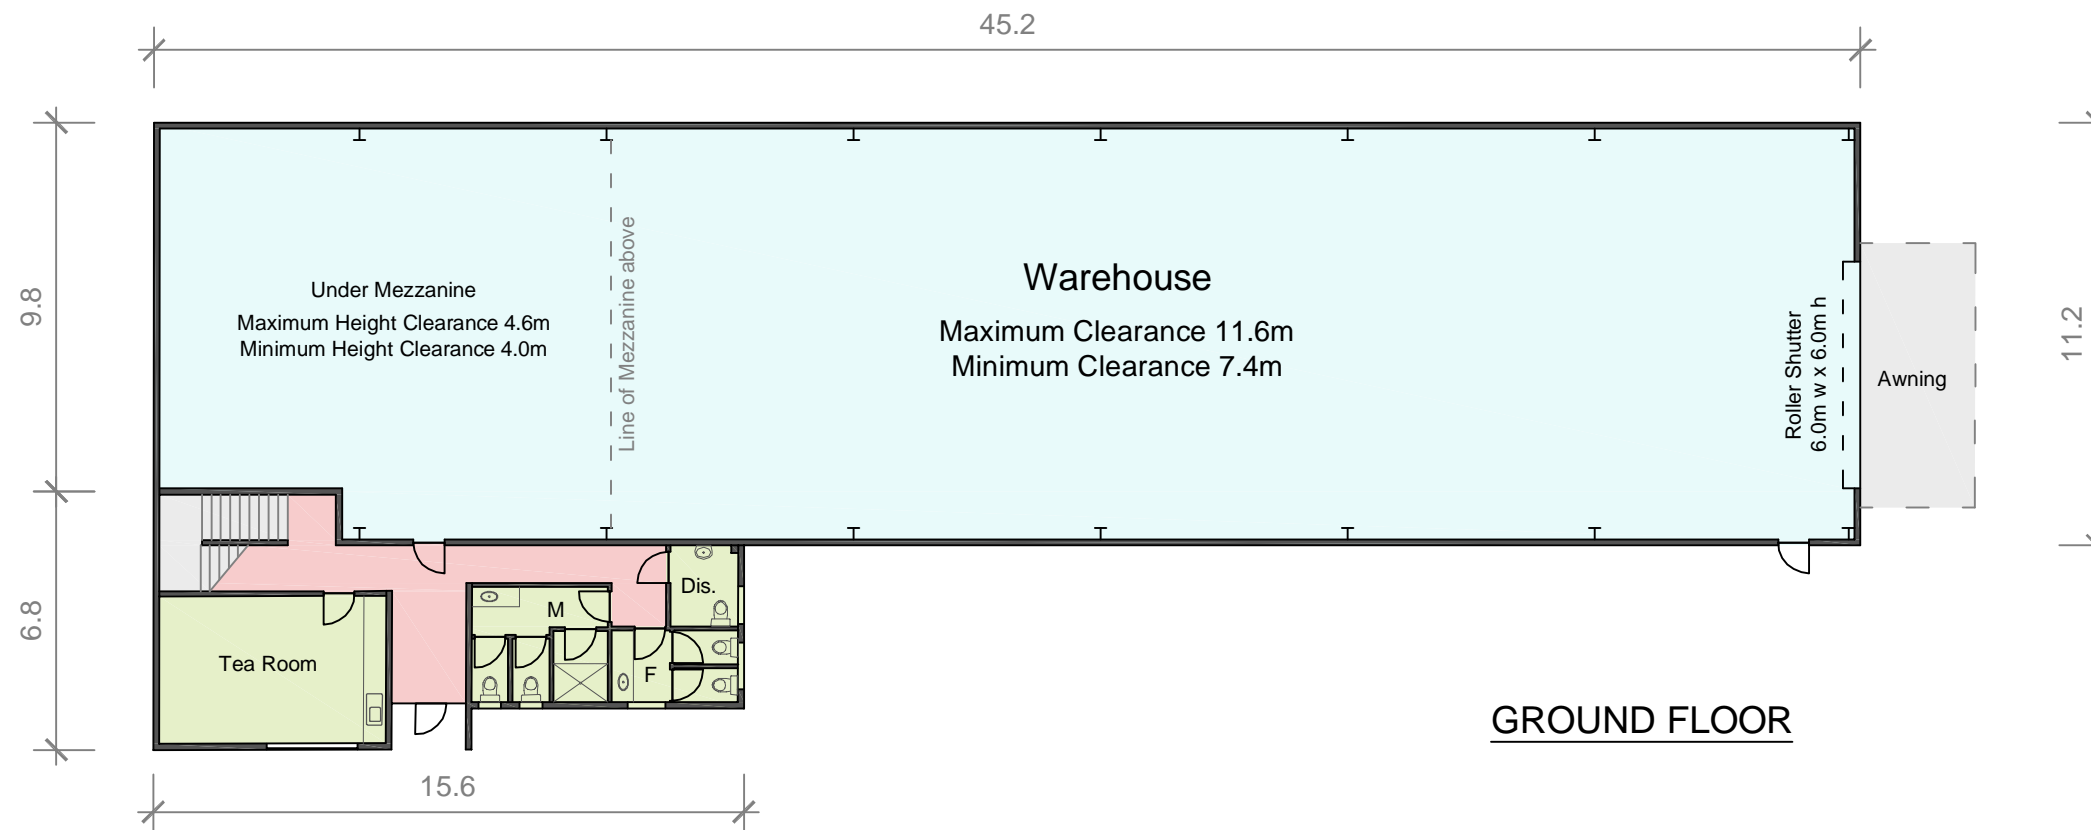 45.2
9.8
Under Mezzanine
Maximum Height Clearance 4.6m
Minimum Height Clearance 4.0m
Line of Mezzanine above
Warehouse
Maximum Clearance 11.6m
Minimum Clearance 7.4m
Roller Shutter
6.0m w x 6.0m h
Awning
11.2
6.8
Tea Room
M
Dis.
F
GROUND FLOOR
15.6